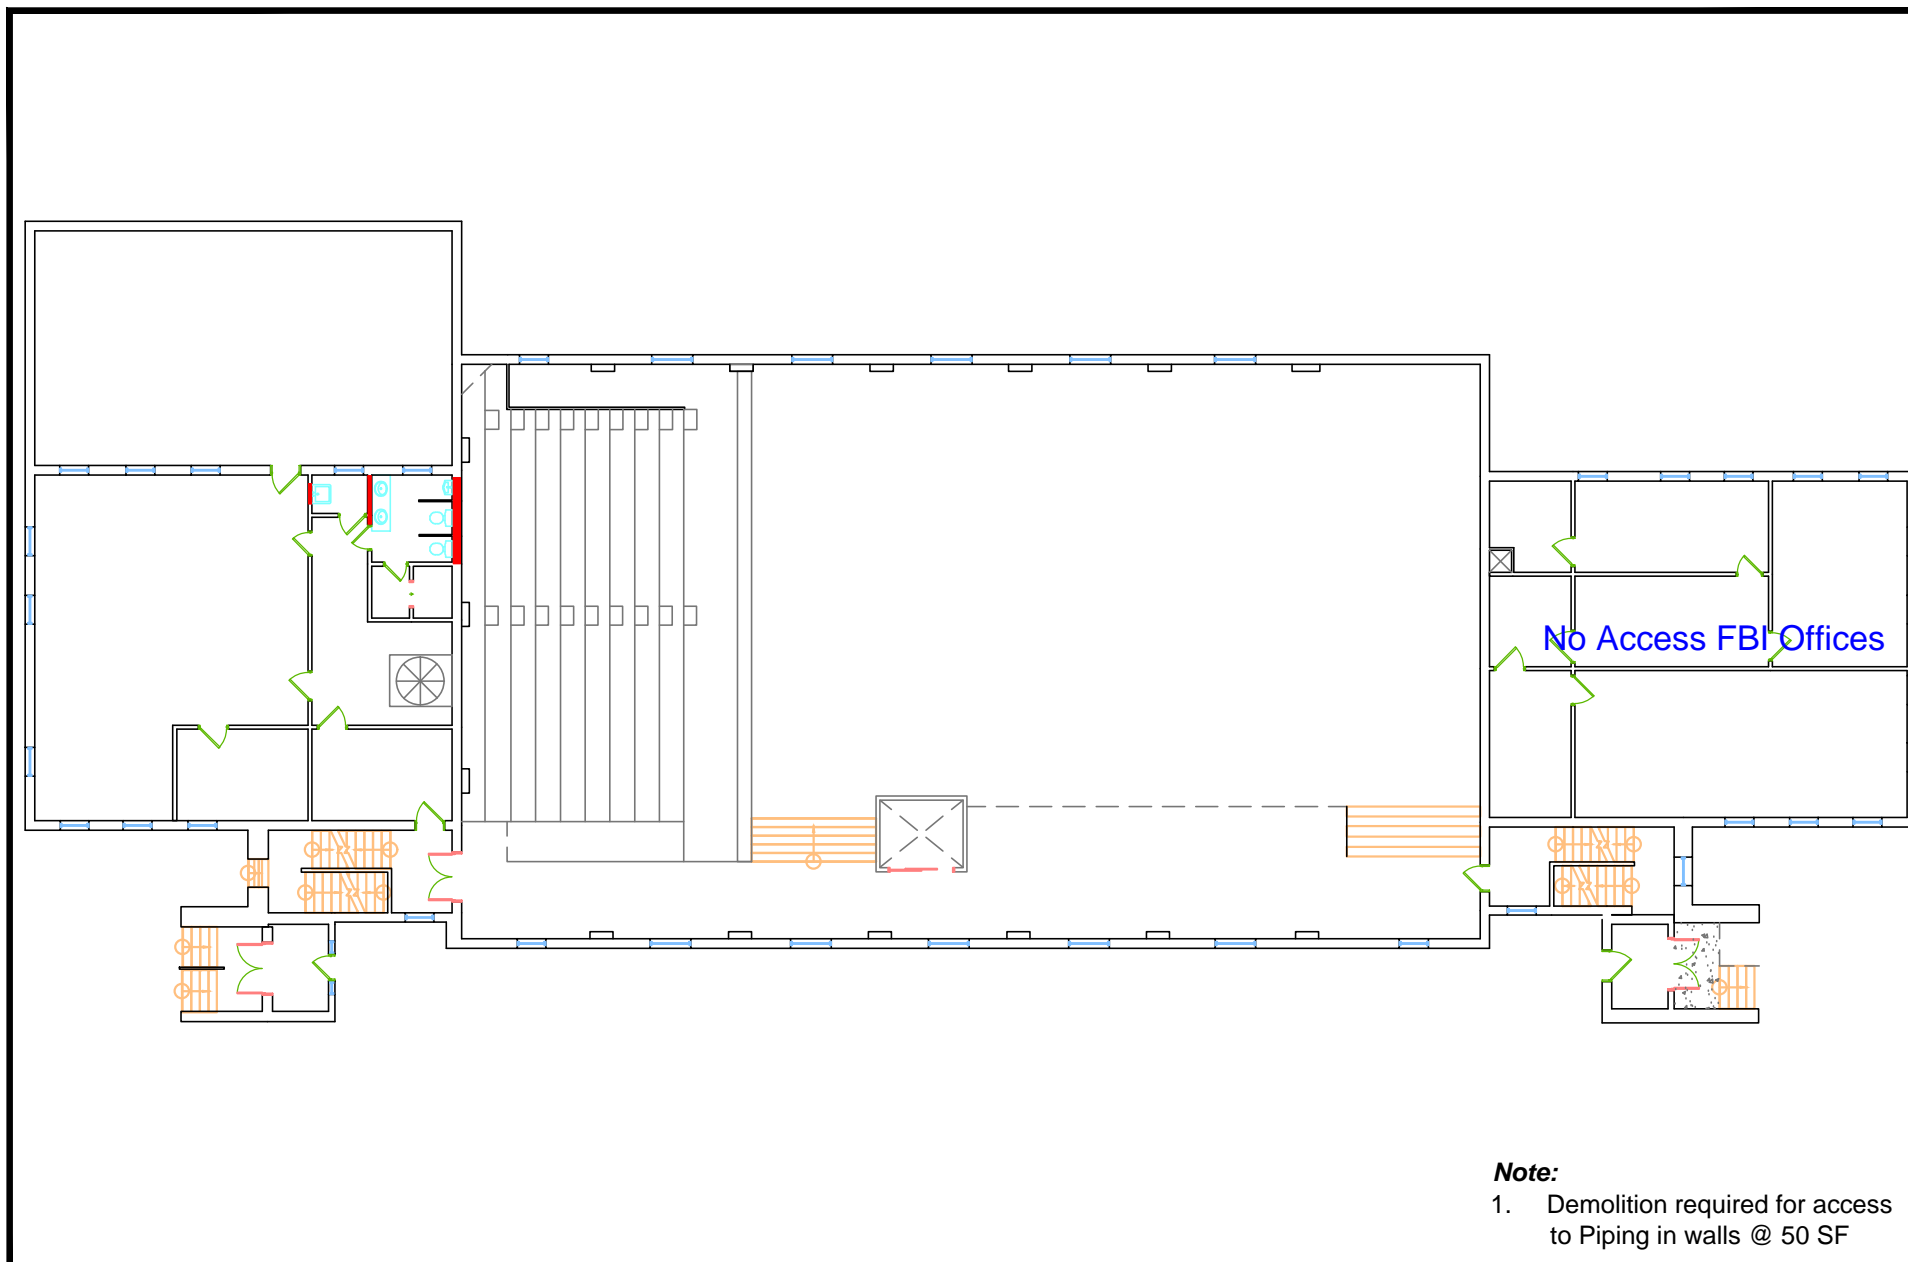 No Access FBI Offices
Note:
1. Demolition required for access
to Piping in walls @ 50 SF